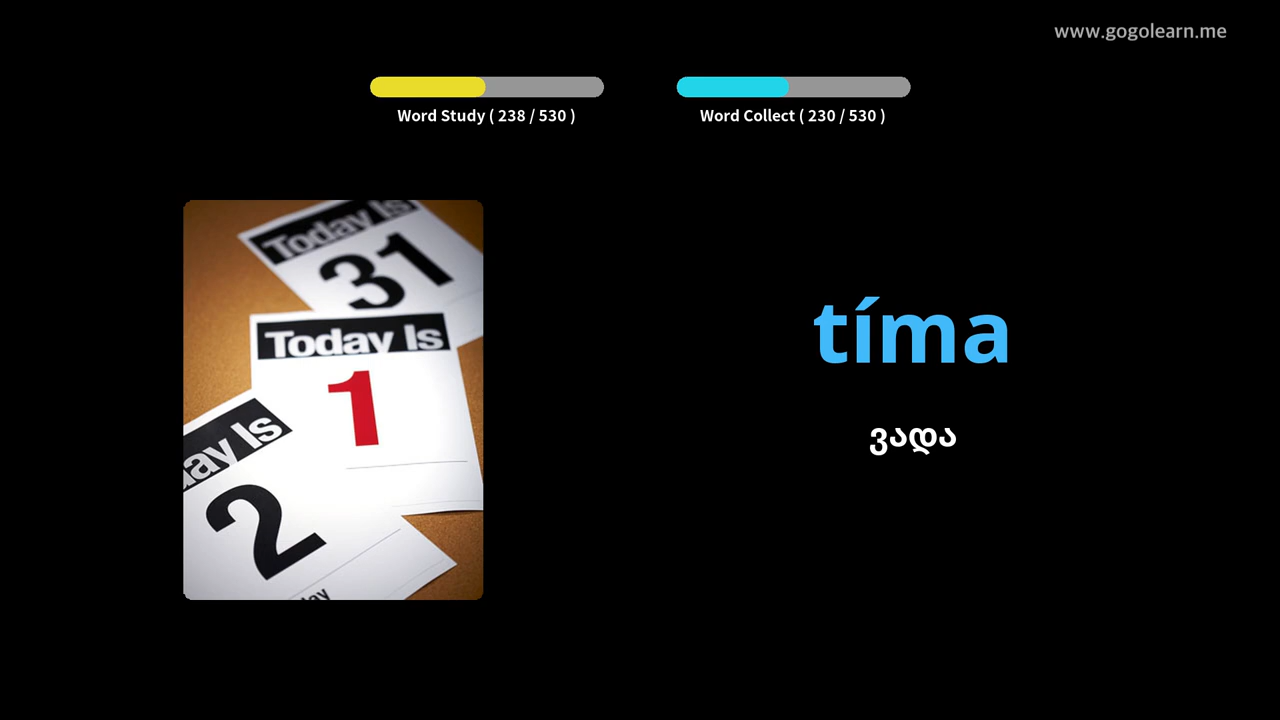 www.gogolearn.me
Word Study ( 238 / 530 )
Word Collect ( 230 / 530 )
Today Is
31
Today Is
1
day Is
2
tíma
ვადა